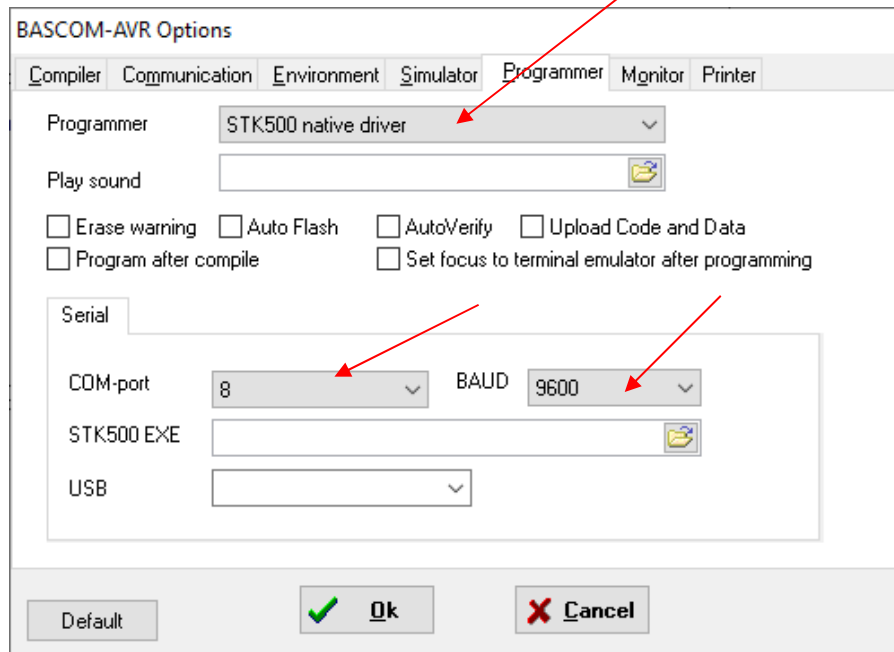 BASCOM-AVR Options
Compiler Communication Environment Simulator Programmer Monitor Printer
Programmer STK500 native driver
Play sound
Erase warning Auto Flash AutoVerify Upload Code and Data
Program after compile Set focus to terminal emulator after programming
Serial
COM-port 8 BAUD 9600
STK500 EXE
USB
Default Ok Cancel